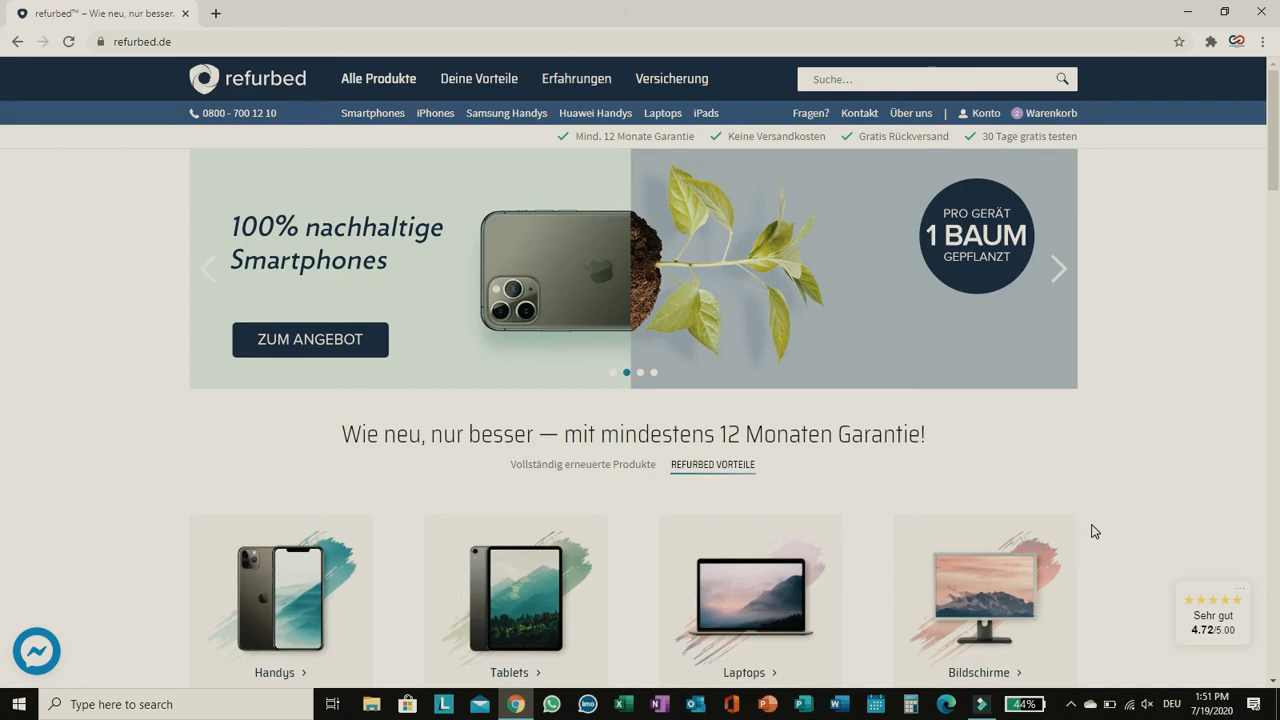 refurbed™ – Wie neu, nur besser.
refurbed.de
refurbed
Alle Produkte Deine Vorteile Erfahrungen Versicherung
Suche...
0800 - 700 12 10
Smartphones iPhones Samsung Handys Huawei Handys Laptops iPads
Fragen? Kontakt Über uns | Konto 2 Warenkorb
Mind. 12 Monate Garantie Keine Versandkosten Gratis Rückversand 30 Tage gratis testen
100% nachhaltige
Smartphones
ZUM ANGEBOT
PRO GERÄT
1 BAUM
GEPFLANZT
Wie neu, nur besser — mit mindestens 12 Monaten Garantie!
Vollständig erneuerte Produkte REFURBED VORTEILE
Handys >
Tablets >
Laptops >
Bildschirme >
Sehr gut
4.72/5.00
Type here to search
44%
DEU
1:51 PM
7/19/2020